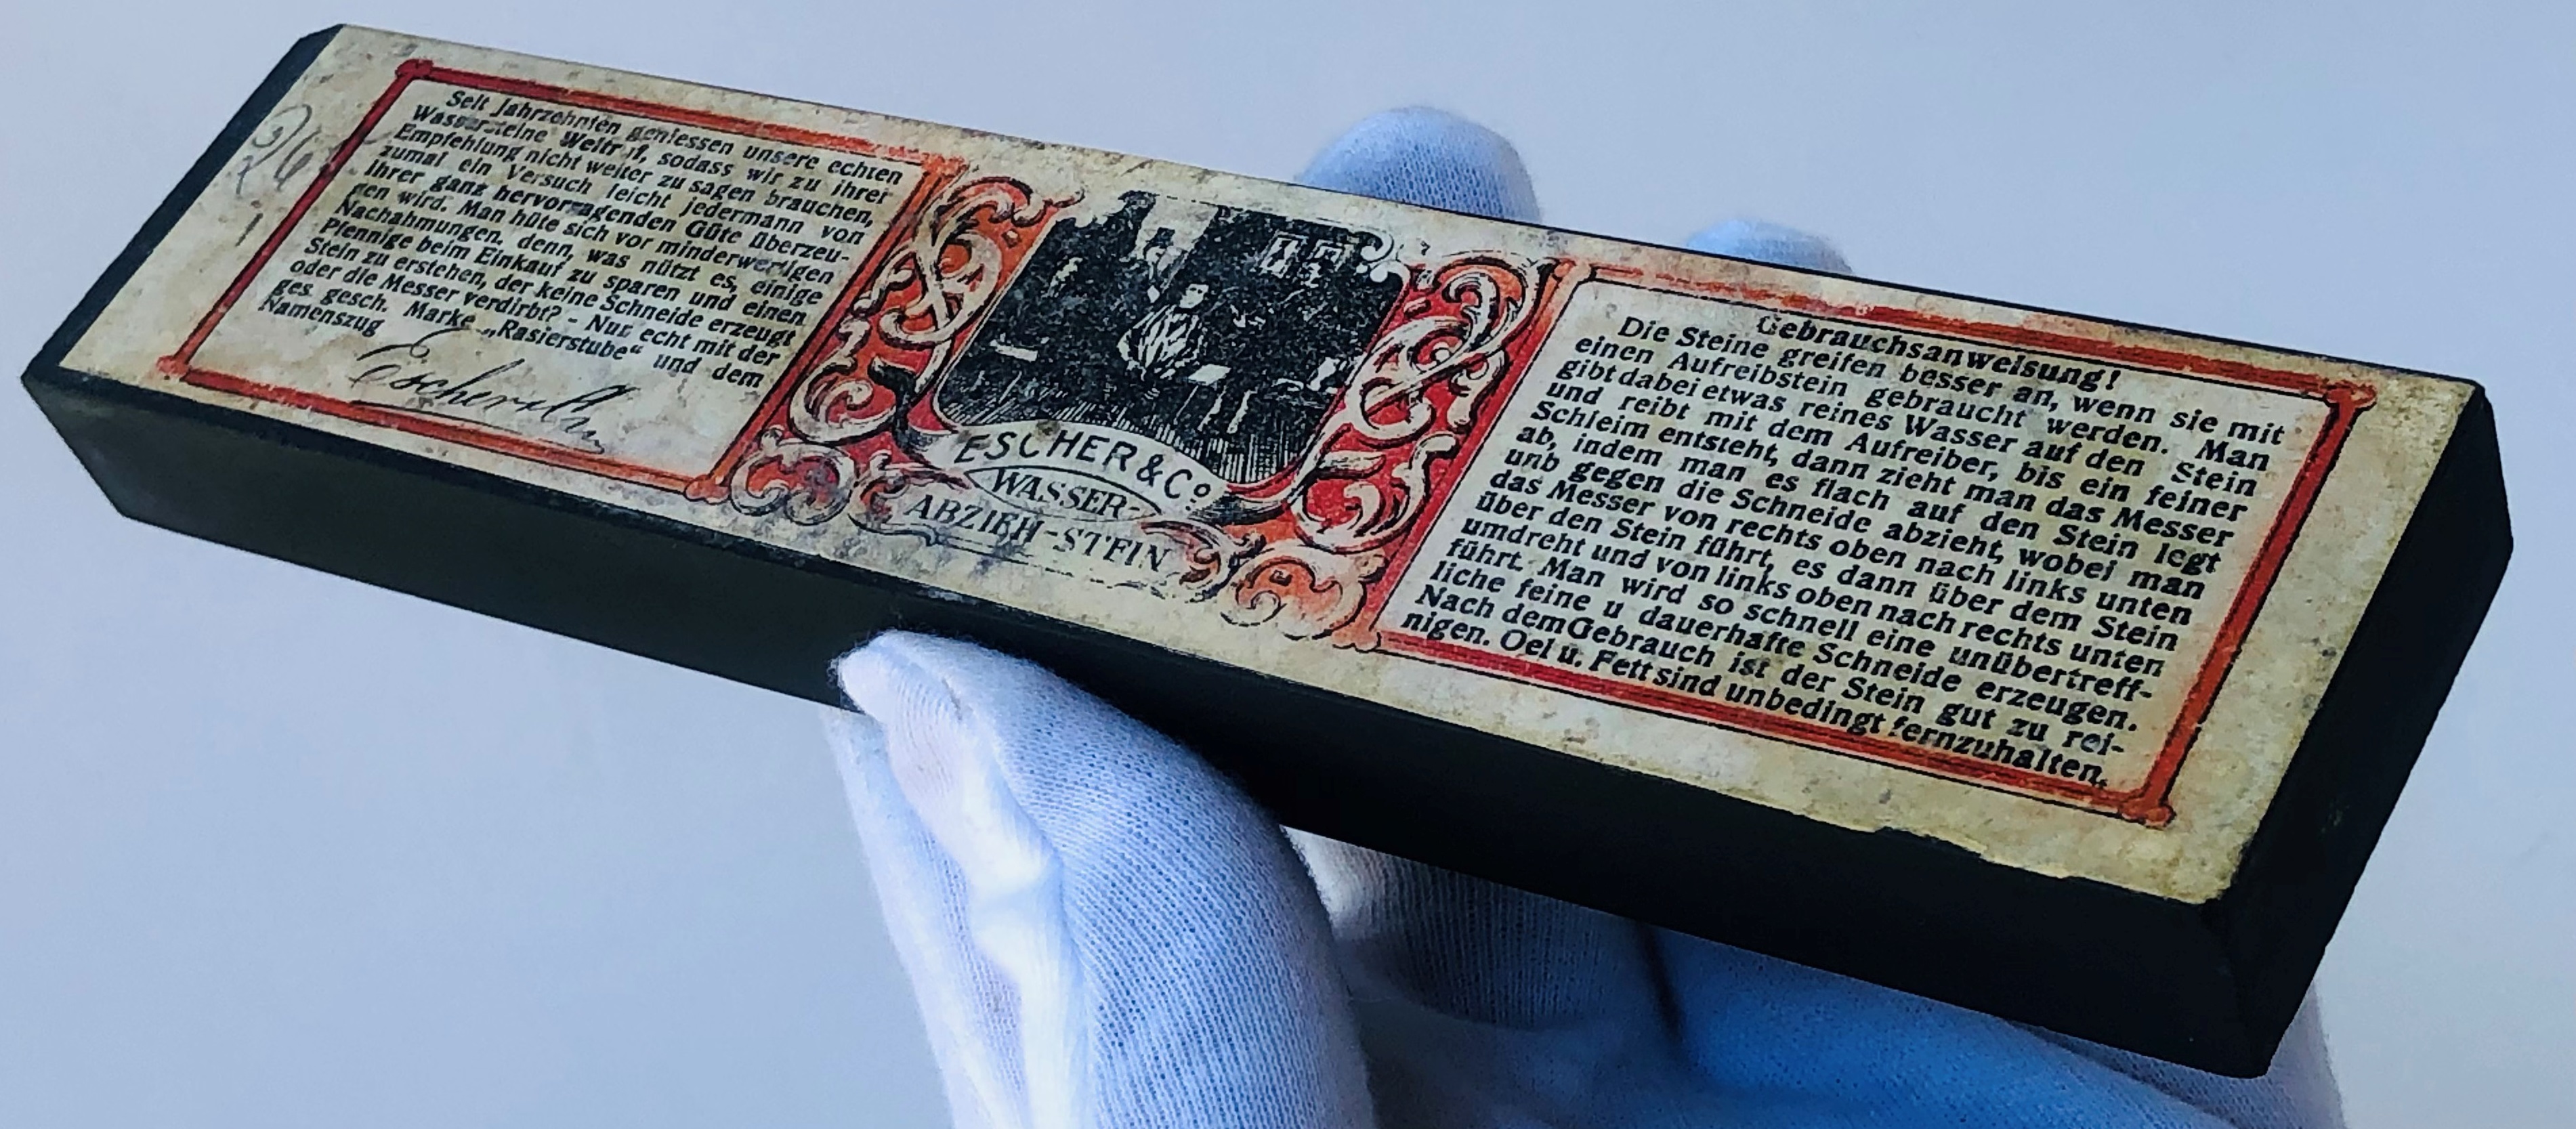 Seit Jahrzehnten geniessen unsere echten
Wassersteine Weltruf, sodass wir zu ihrer
Empfehlung nicht weiter zu sagen brauchen,
zumal ein Versuch leicht jedermann von
Ihrer ganz hervorragenden Güte überzeu-
gen wird. Man hüte sich vor minderwertigen
Nachahmungen, denn, was nützt es, einige
Pfennige beim Einkauf zu sparen und einen
Stein zu erstehen, der keine Schneide erzeugt
oder die Messer verdirbt? - Nur echt mit der
ges. gesch. Marke „Rasierstube“ und dem
Namenszug
ESCHER & Co
WASSER-
ABZIEH-STEIN
Gebrauchsanweisung!
Die Steine greifen besser an, wenn sie mit
einen Aufreibstein gebraucht werden. Man
gibt dabei etwas reines Wasser auf den Stein
und reibt mit dem Aufreiber, bis ein feiner
Schleim entsteht, dann zieht man das Messer
ab, indem man es flach auf den Stein legt
unb gegen die Schneide abzieht, wobei man
das Messer von rechts oben nach links unten
über den Stein führt, es dann über dem Stein
umdreht und von links oben nach rechts unten
führt. Man wird so schnell eine unübertreff-
liche feine u dauerhafte Schneide erzeugen.
Nach dem Gebrauch ist der Stein gut zu rei-
nigen. Oel u. Fett sind unbedingt fernzuhalten.